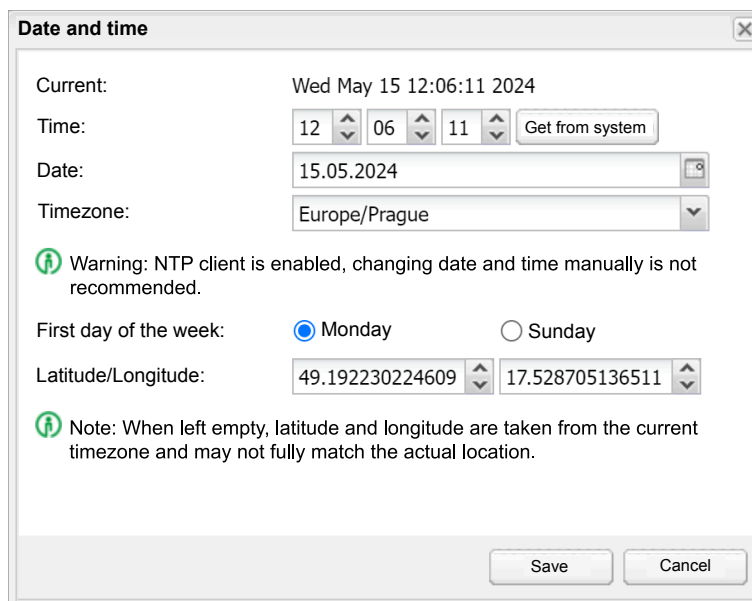 Date and time
Current: Wed May 15 12:06:11 2024
Time: 12 06 11 Get from system
Date: 15.05.2024
Timezone: Europe/Prague
Warning: NTP client is enabled, changing date and time manually is not
recommended.
First day of the week: Monday Sunday
Latitude/Longitude: 49.192230224609 17.528705136511
Note: When left empty, latitude and longitude are taken from the current
timezone and may not fully match the actual location.
Save Cancel